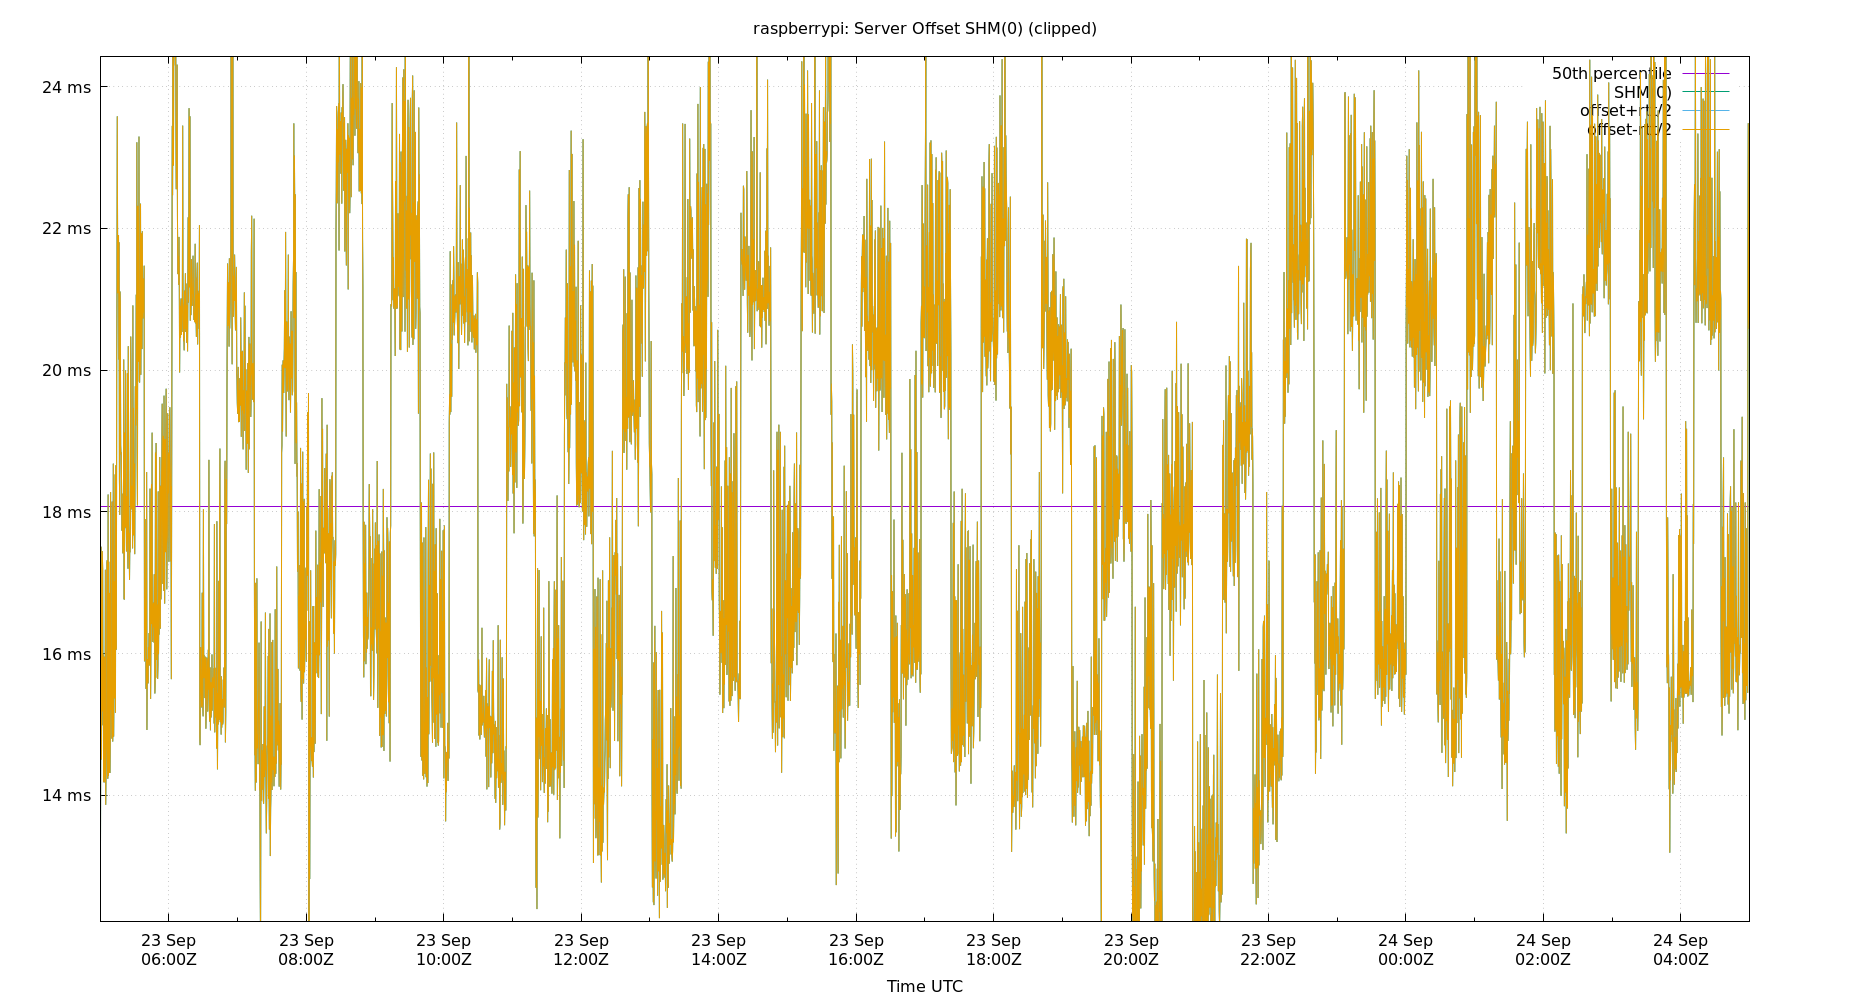 raspberrypi: Server Offset SHM(0) (clipped)
50th percentile
SHM(0)
offset+rtt/2
offset-rtt/2
24 ms
22 ms
20 ms
18 ms
16 ms
14 ms
23 Sep 23 Sep 23 Sep 23 Sep 23 Sep 23 Sep 23 Sep 23 Sep 23 Sep 24 Sep 24 Sep 24 Sep
06:00Z 08:00Z 10:00Z 12:00Z 14:00Z 16:00Z 18:00Z 20:00Z 22:00Z 00:00Z 02:00Z 04:00Z
Time UTC